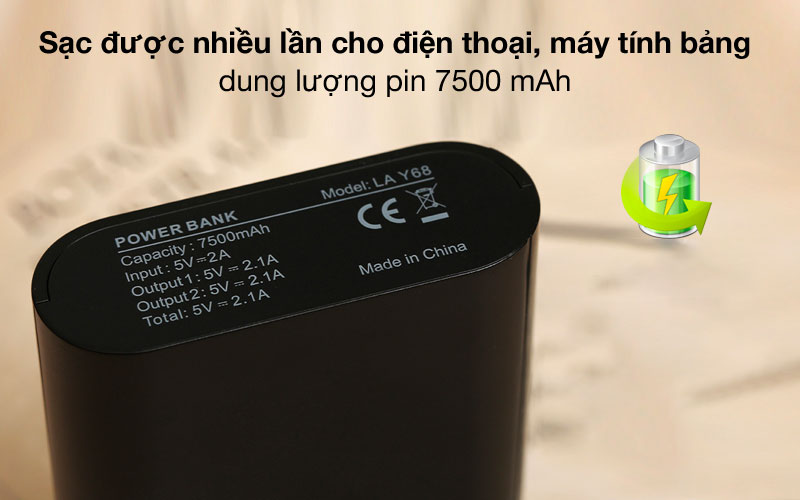 Sạc được nhiều lần cho điện thoại, máy tính bảng
dung lượng pin 7500 mAh
POWER BANK
Model: LA Y68
Capacity : 7500mAh
Input : 5V⎓2A
Output1 : 5V⎓ 2.1A
Output2 : 5V⎓ 2.1A
Total: 5V⎓ 2.1A
CE
Made in China